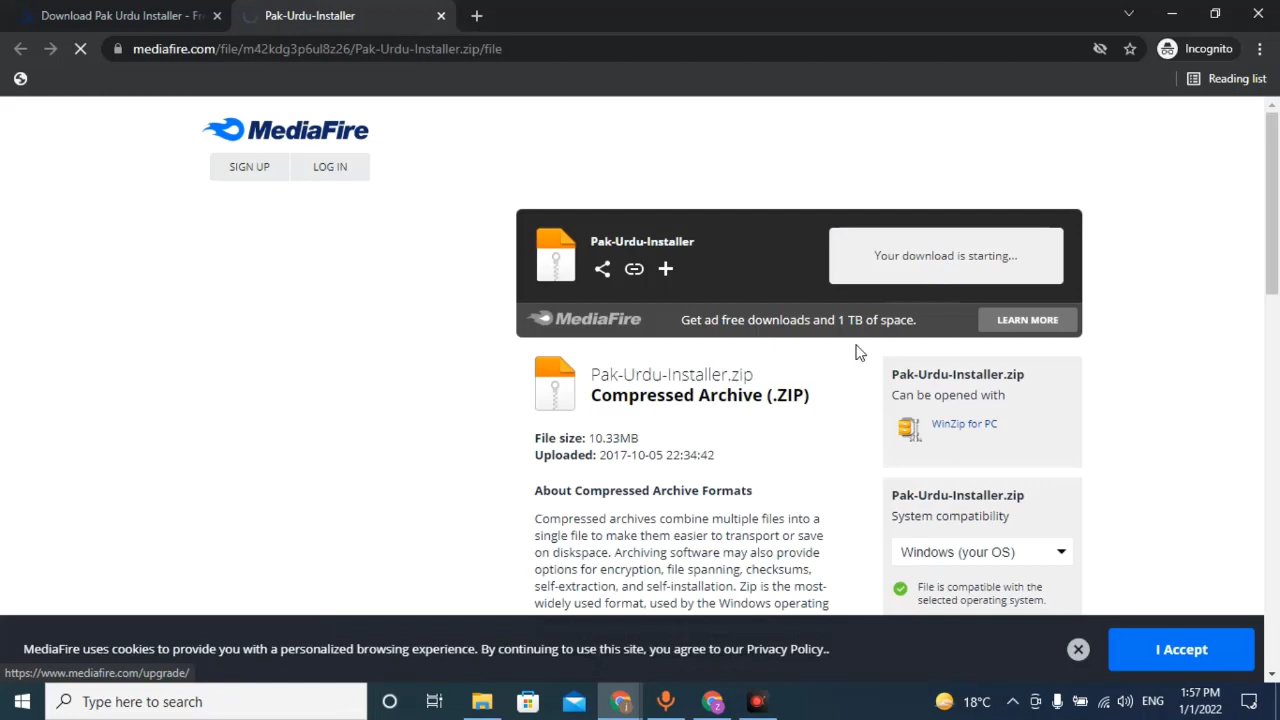 Download Pak Urdu Installer - Fre
Pak-Urdu-Installer
mediafire.com/file/m42kdg3p6ul8z26/Pak-Urdu-Installer.zip/file
Incognito
Reading list
MediaFire
SIGN UP
LOG IN
Pak-Urdu-Installer
Your download is starting...
MediaFire
Get ad free downloads and 1 TB of space.
LEARN MORE
Pak-Urdu-Installer.zip
Compressed Archive (.ZIP)
File size: 10.33MB
Uploaded: 2017-10-05 22:34:42
About Compressed Archive Formats
Compressed archives combine multiple files into a
single file to make them easier to transport or save
on diskspace. Archiving software may also provide
options for encryption, file spanning, checksums,
self-extraction, and self-installation. Zip is the most-
widely used format, used by the Windows operating
Pak-Urdu-Installer.zip
Can be opened with
WinZip for PC
Pak-Urdu-Installer.zip
System compatibility
Windows (your OS)
File is compatible with the
selected operating system.
MediaFire uses cookies to provide you with a personalized browsing experience. By continuing to use this site, you agree to our Privacy Policy..
I Accept
https://www.mediafire.com/upgrade/
Type here to search
18°C
ENG
1:57 PM
1/1/2022